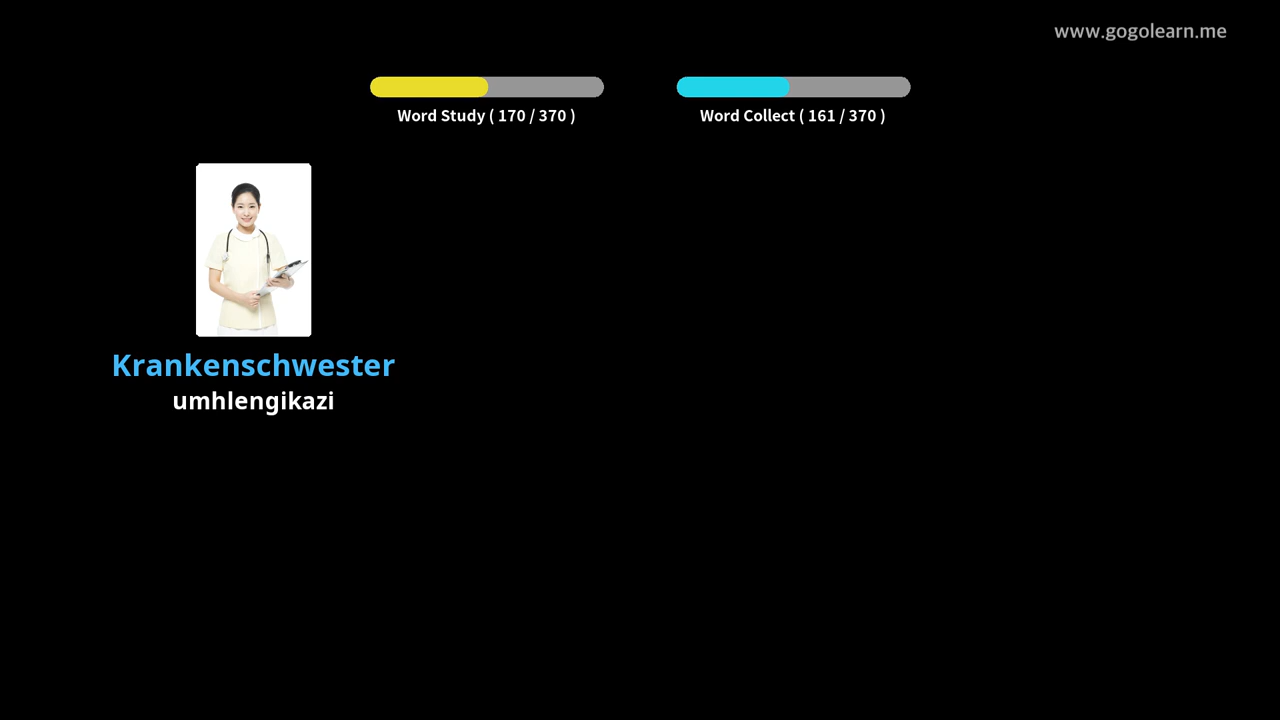 www.gogolearn.me
Word Study ( 170 / 370 )
Word Collect ( 161 / 370 )
Krankenschwester
umhlengikazi